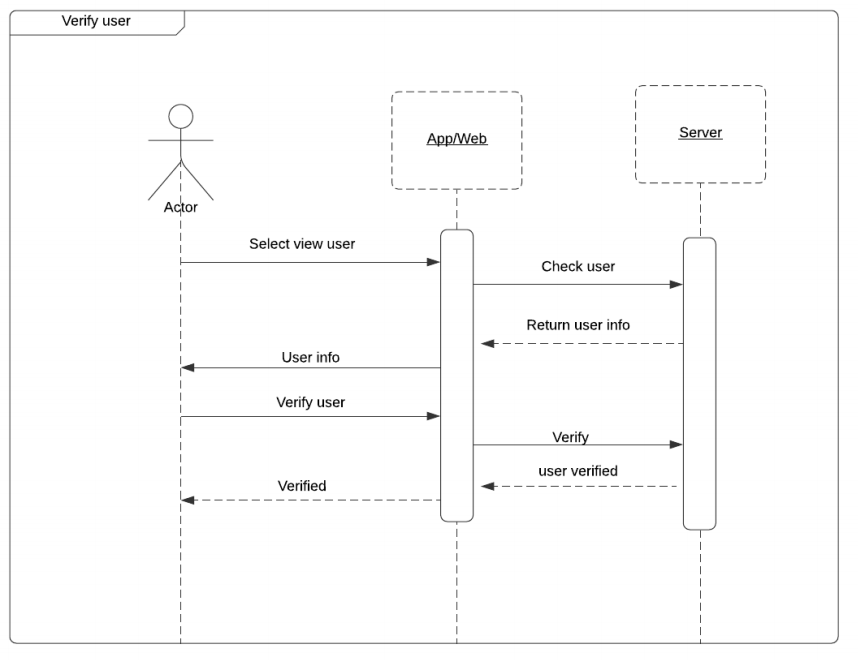 Verify user
App/Web
Server
Actor
Select view user
Check user
Return user info
User info
Verify user
Verify
user verified
Verified